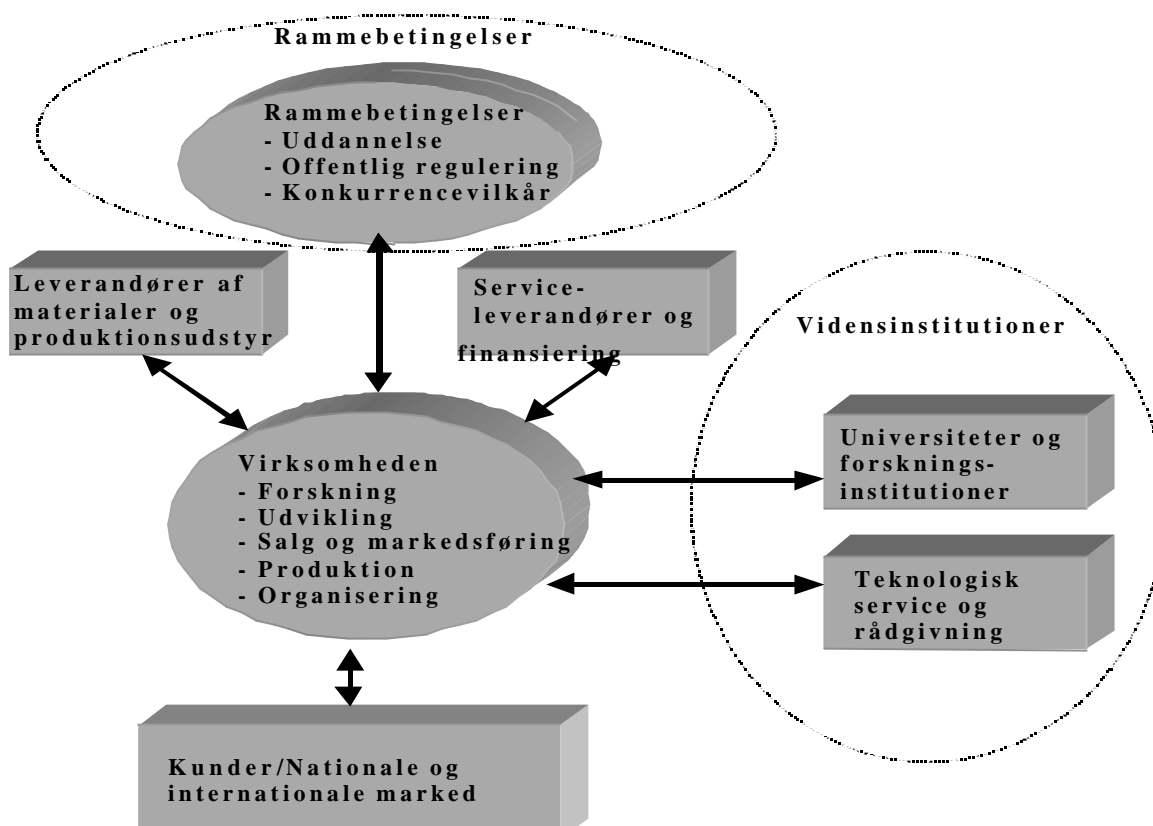 Rammebetingelser
Rammebetingelser
- Uddannelse
- Offentlig regulering
- Konkurrencevilkår
Leverandører af
materialer og
produktionsudstyr
Service-
leverandører og
finansiering
Vidensinstitutioner
Universiteter og
forsknings-
institutioner
Virksomheden
- Forskning
- Udvikling
- Salg og markedsføring
- Produktion
- Organisering
Teknologisk
service og
rådgivning
Kunder/Nationale og
internationale marked